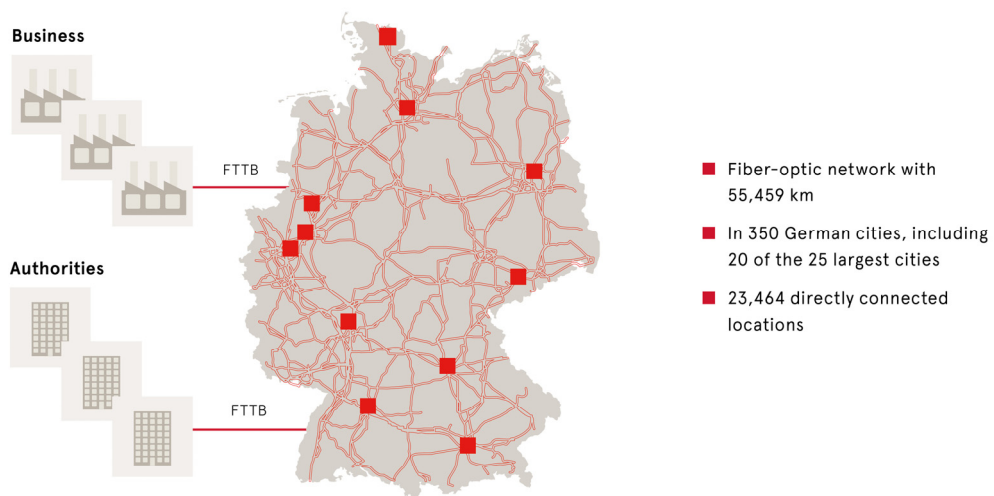 Business
FTTB
Authorities
FTTB
Fiber-optic network with
55,459 km
In 350 German cities, including
20 of the 25 largest cities
23,464 directly connected
locations